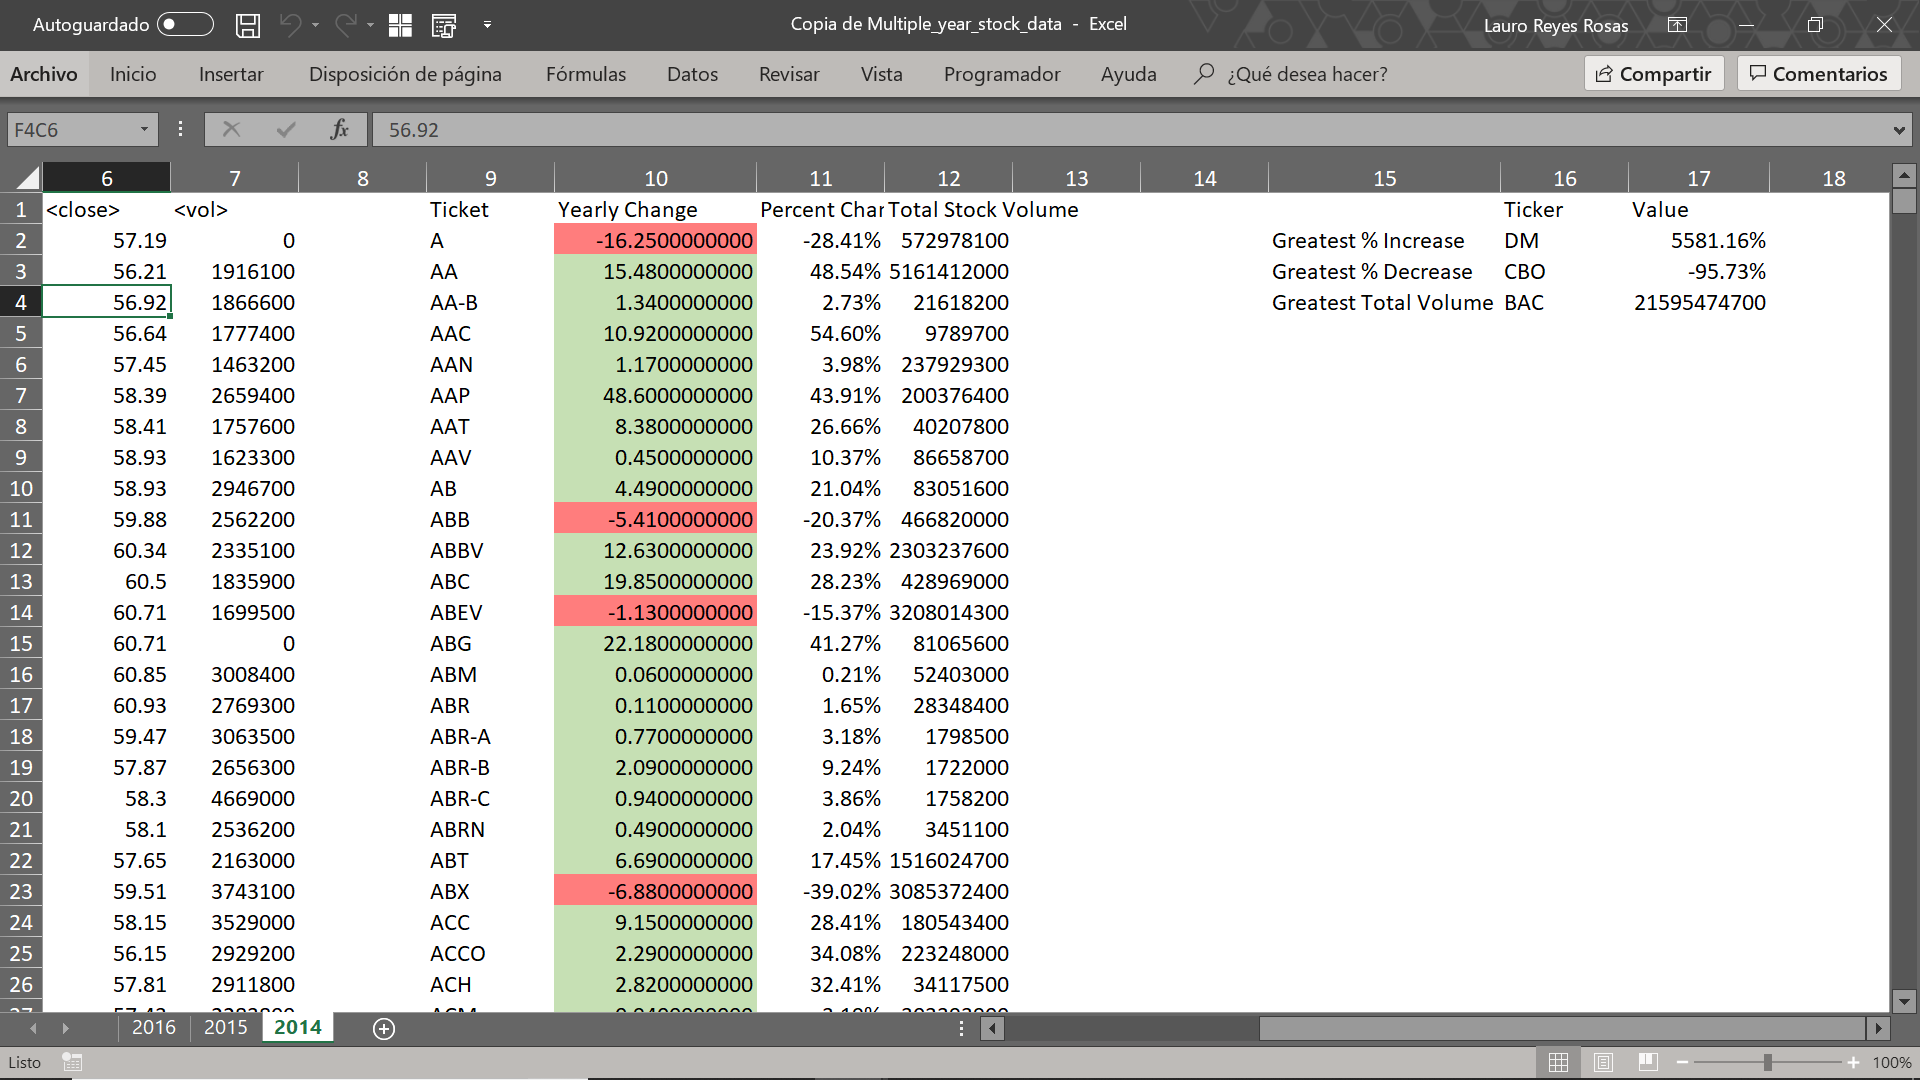 Autoguardado Copia de Multiple_year_stock_data - Excel Lauro Reyes Rosas
Archivo Inicio Insertar Disposición de página Fórmulas Datos Revisar Vista Programador Ayuda ¿Qué desea hacer? Compartir Comentarios
F4C6 fx 56.92
6 7 8 9 10 11 12 13 14 15 16 17 18
1 <close> <vol> Ticket Yearly Change Percent Char Total Stock Volume Ticker Value
2 57.19 0 A -16.2500000000 -28.41% 572978100 Greatest % Increase DM 5581.16%
3 56.21 1916100 AA 15.4800000000 48.54% 5161412000 Greatest % Decrease CBO -95.73%
4 56.92 1866600 AA-B 1.3400000000 2.73% 21618200 Greatest Total Volume BAC 21595474700
5 56.64 1777400 AAC 10.9200000000 54.60% 9789700
6 57.45 1463200 AAN 1.1700000000 3.98% 237929300
7 58.39 2659400 AAP 48.6000000000 43.91% 200376400
8 58.41 1757600 AAT 8.3800000000 26.66% 40207800
9 58.93 1623300 AAV 0.4500000000 10.37% 86658700
10 58.93 2946700 AB 4.4900000000 21.04% 83051600
11 59.88 2562200 ABB -5.4100000000 -20.37% 466820000
12 60.34 2335100 ABBV 12.6300000000 23.92% 2303237600
13 60.5 1835900 ABC 19.8500000000 28.23% 428969000
14 60.71 1699500 ABEV -1.1300000000 -15.37% 3208014300
15 60.71 0 ABG 22.1800000000 41.27% 81065600
16 60.85 3008400 ABM 0.0600000000 0.21% 52403000
17 60.93 2769300 ABR 0.1100000000 1.65% 28348400
18 59.47 3063500 ABR-A 0.7700000000 3.18% 1798500
19 57.87 2656300 ABR-B 2.0900000000 9.24% 1722000
20 58.3 4669000 ABR-C 0.9400000000 3.86% 1758200
21 58.1 2536200 ABRN 0.4900000000 2.04% 3451100
22 57.65 2163000 ABT 6.6900000000 17.45% 1516024700
23 59.51 3743100 ABX -6.8800000000 -39.02% 3085372400
24 58.15 3529000 ACC 9.1500000000 28.41% 180543400
25 56.15 2929200 ACCO 2.2900000000 34.08% 223248000
26 57.81 2911800 ACH 2.8200000000 32.41% 34117500
2016 2015 2014
Listo 100%